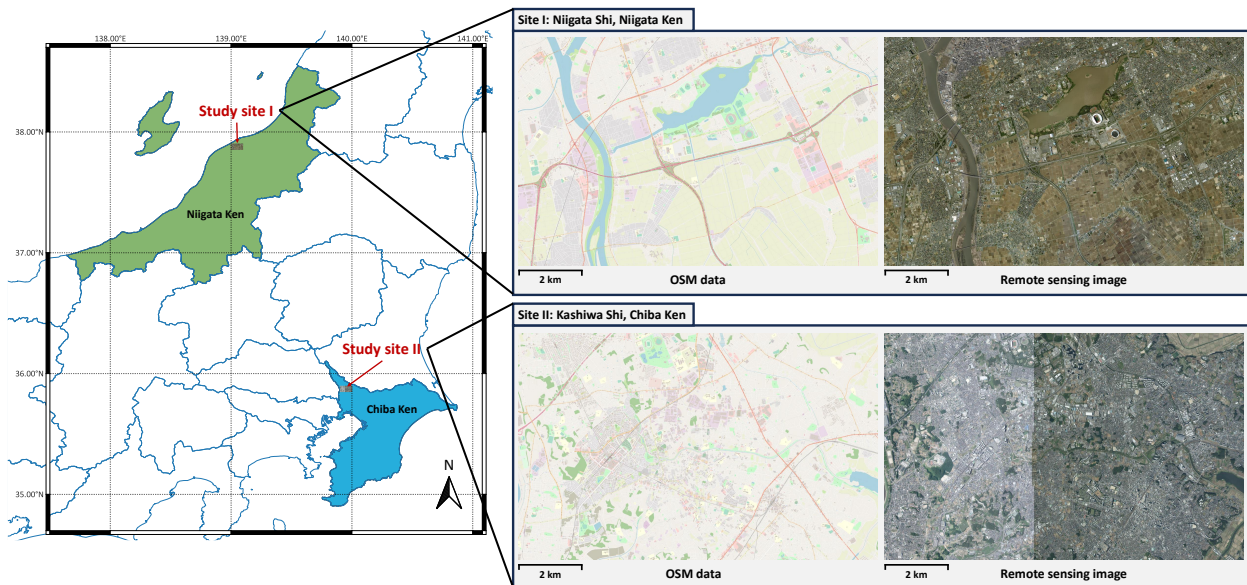 138.00°E
139.00°E
140.00°E
141.00°E
38.00°N
37.00°N
36.00°N
35.00°N
Study site I
Niigata Ken
Study site II
Chiba Ken
N
Site I: Niigata Shi, Niigata Ken
2 km
OSM data
2 km
Remote sensing image
Site II: Kashiwa Shi, Chiba Ken
2 km
OSM data
2 km
Remote sensing image